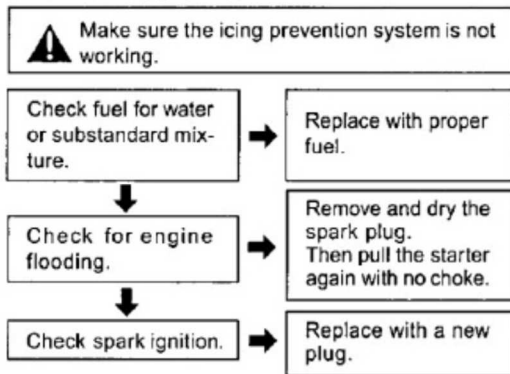 Make sure the icing prevention system is not
working.
Check fuel for water
or substandard mix-
ture.
Replace with proper
fuel.
Check for engine
flooding.
Remove and dry the
spark plug.
Then pull the starter
again with no choke.
Check spark ignition.
Replace with a new
plug.